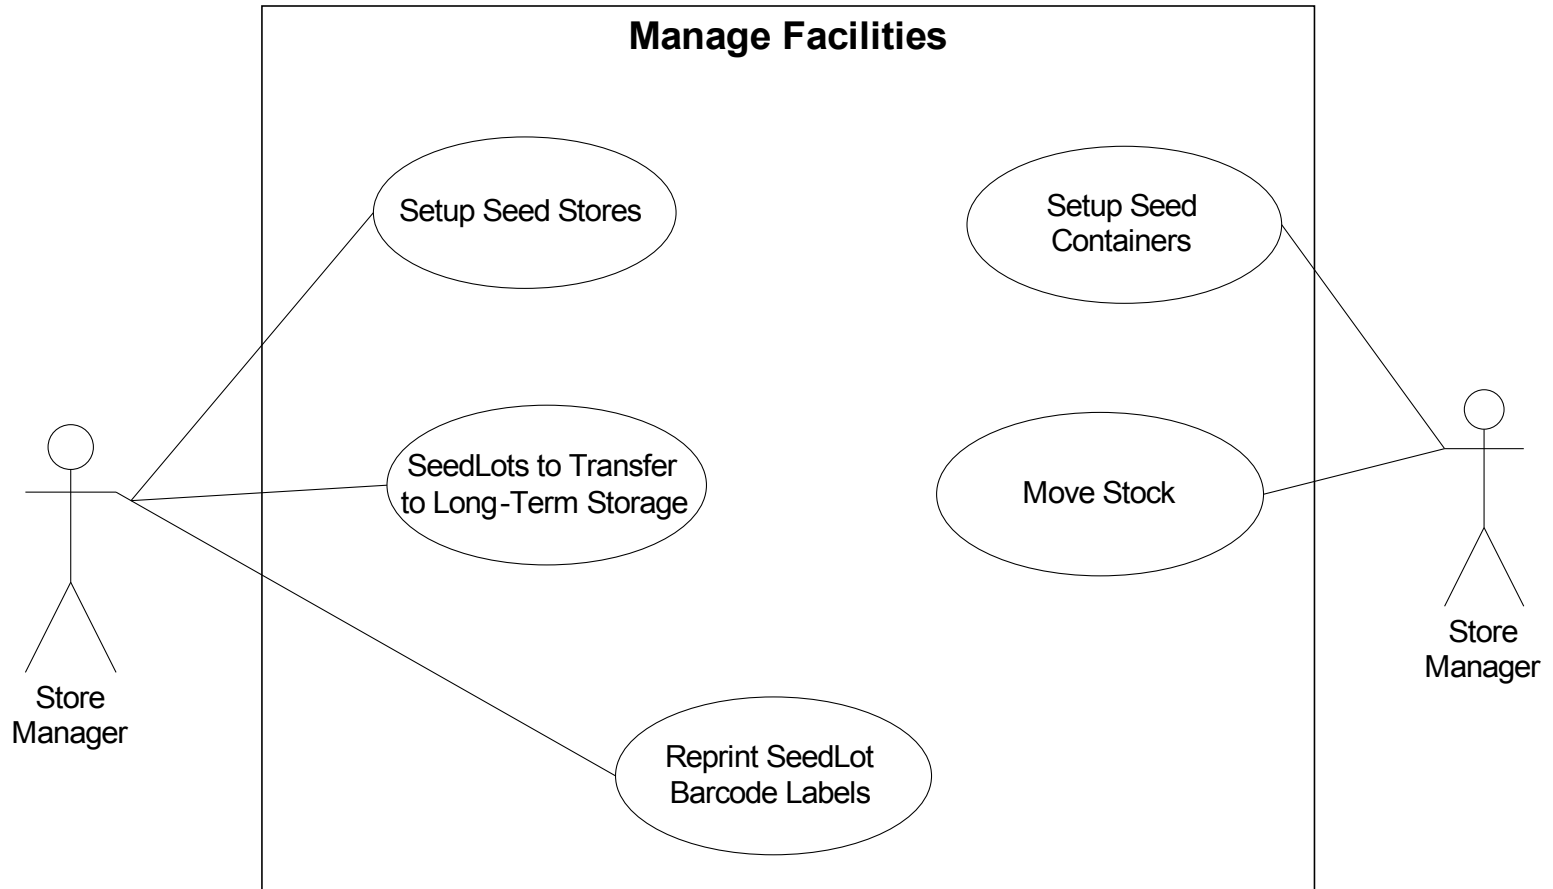 Manage Facilities
Setup Seed Stores
Setup Seed
Containers
SeedLots to Transfer
to Long-Term Storage
Move Stock
Store
Manager
Store
Manager
Reprint SeedLot
Barcode Labels